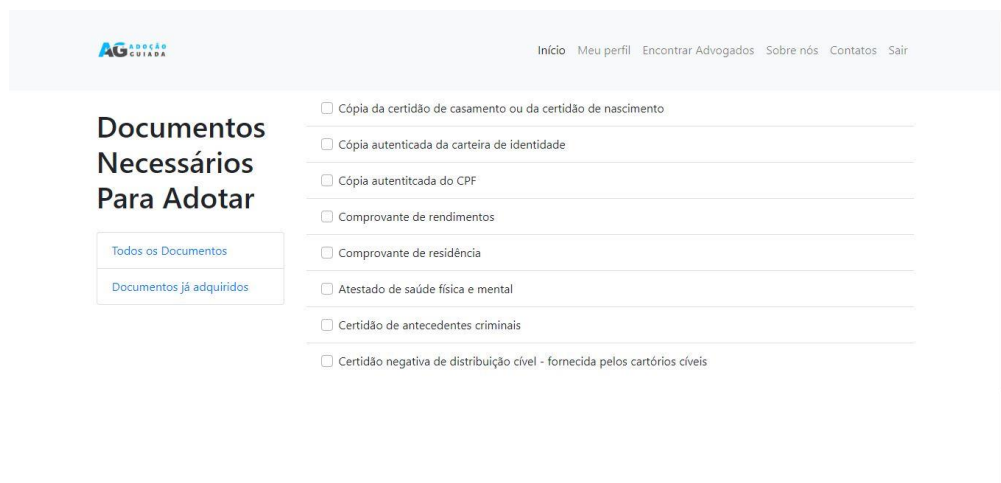 AG ADOÇÃO
GUIADA
Início Meu perfil Encontrar Advogados Sobre nós Contatos Sair
Documentos
Necessários
Para Adotar
Todos os Documentos
Documentos já adquiridos
Cópia da certidão de casamento ou da certidão de nascimento
Cópia autenticada da carteira de identidade
Cópia autentitcada do CPF
Comprovante de rendimentos
Comprovante de residência
Atestado de saúde física e mental
Certidão de antecedentes criminais
Certidão negativa de distribuição cível - fornecida pelos cartórios cíveis